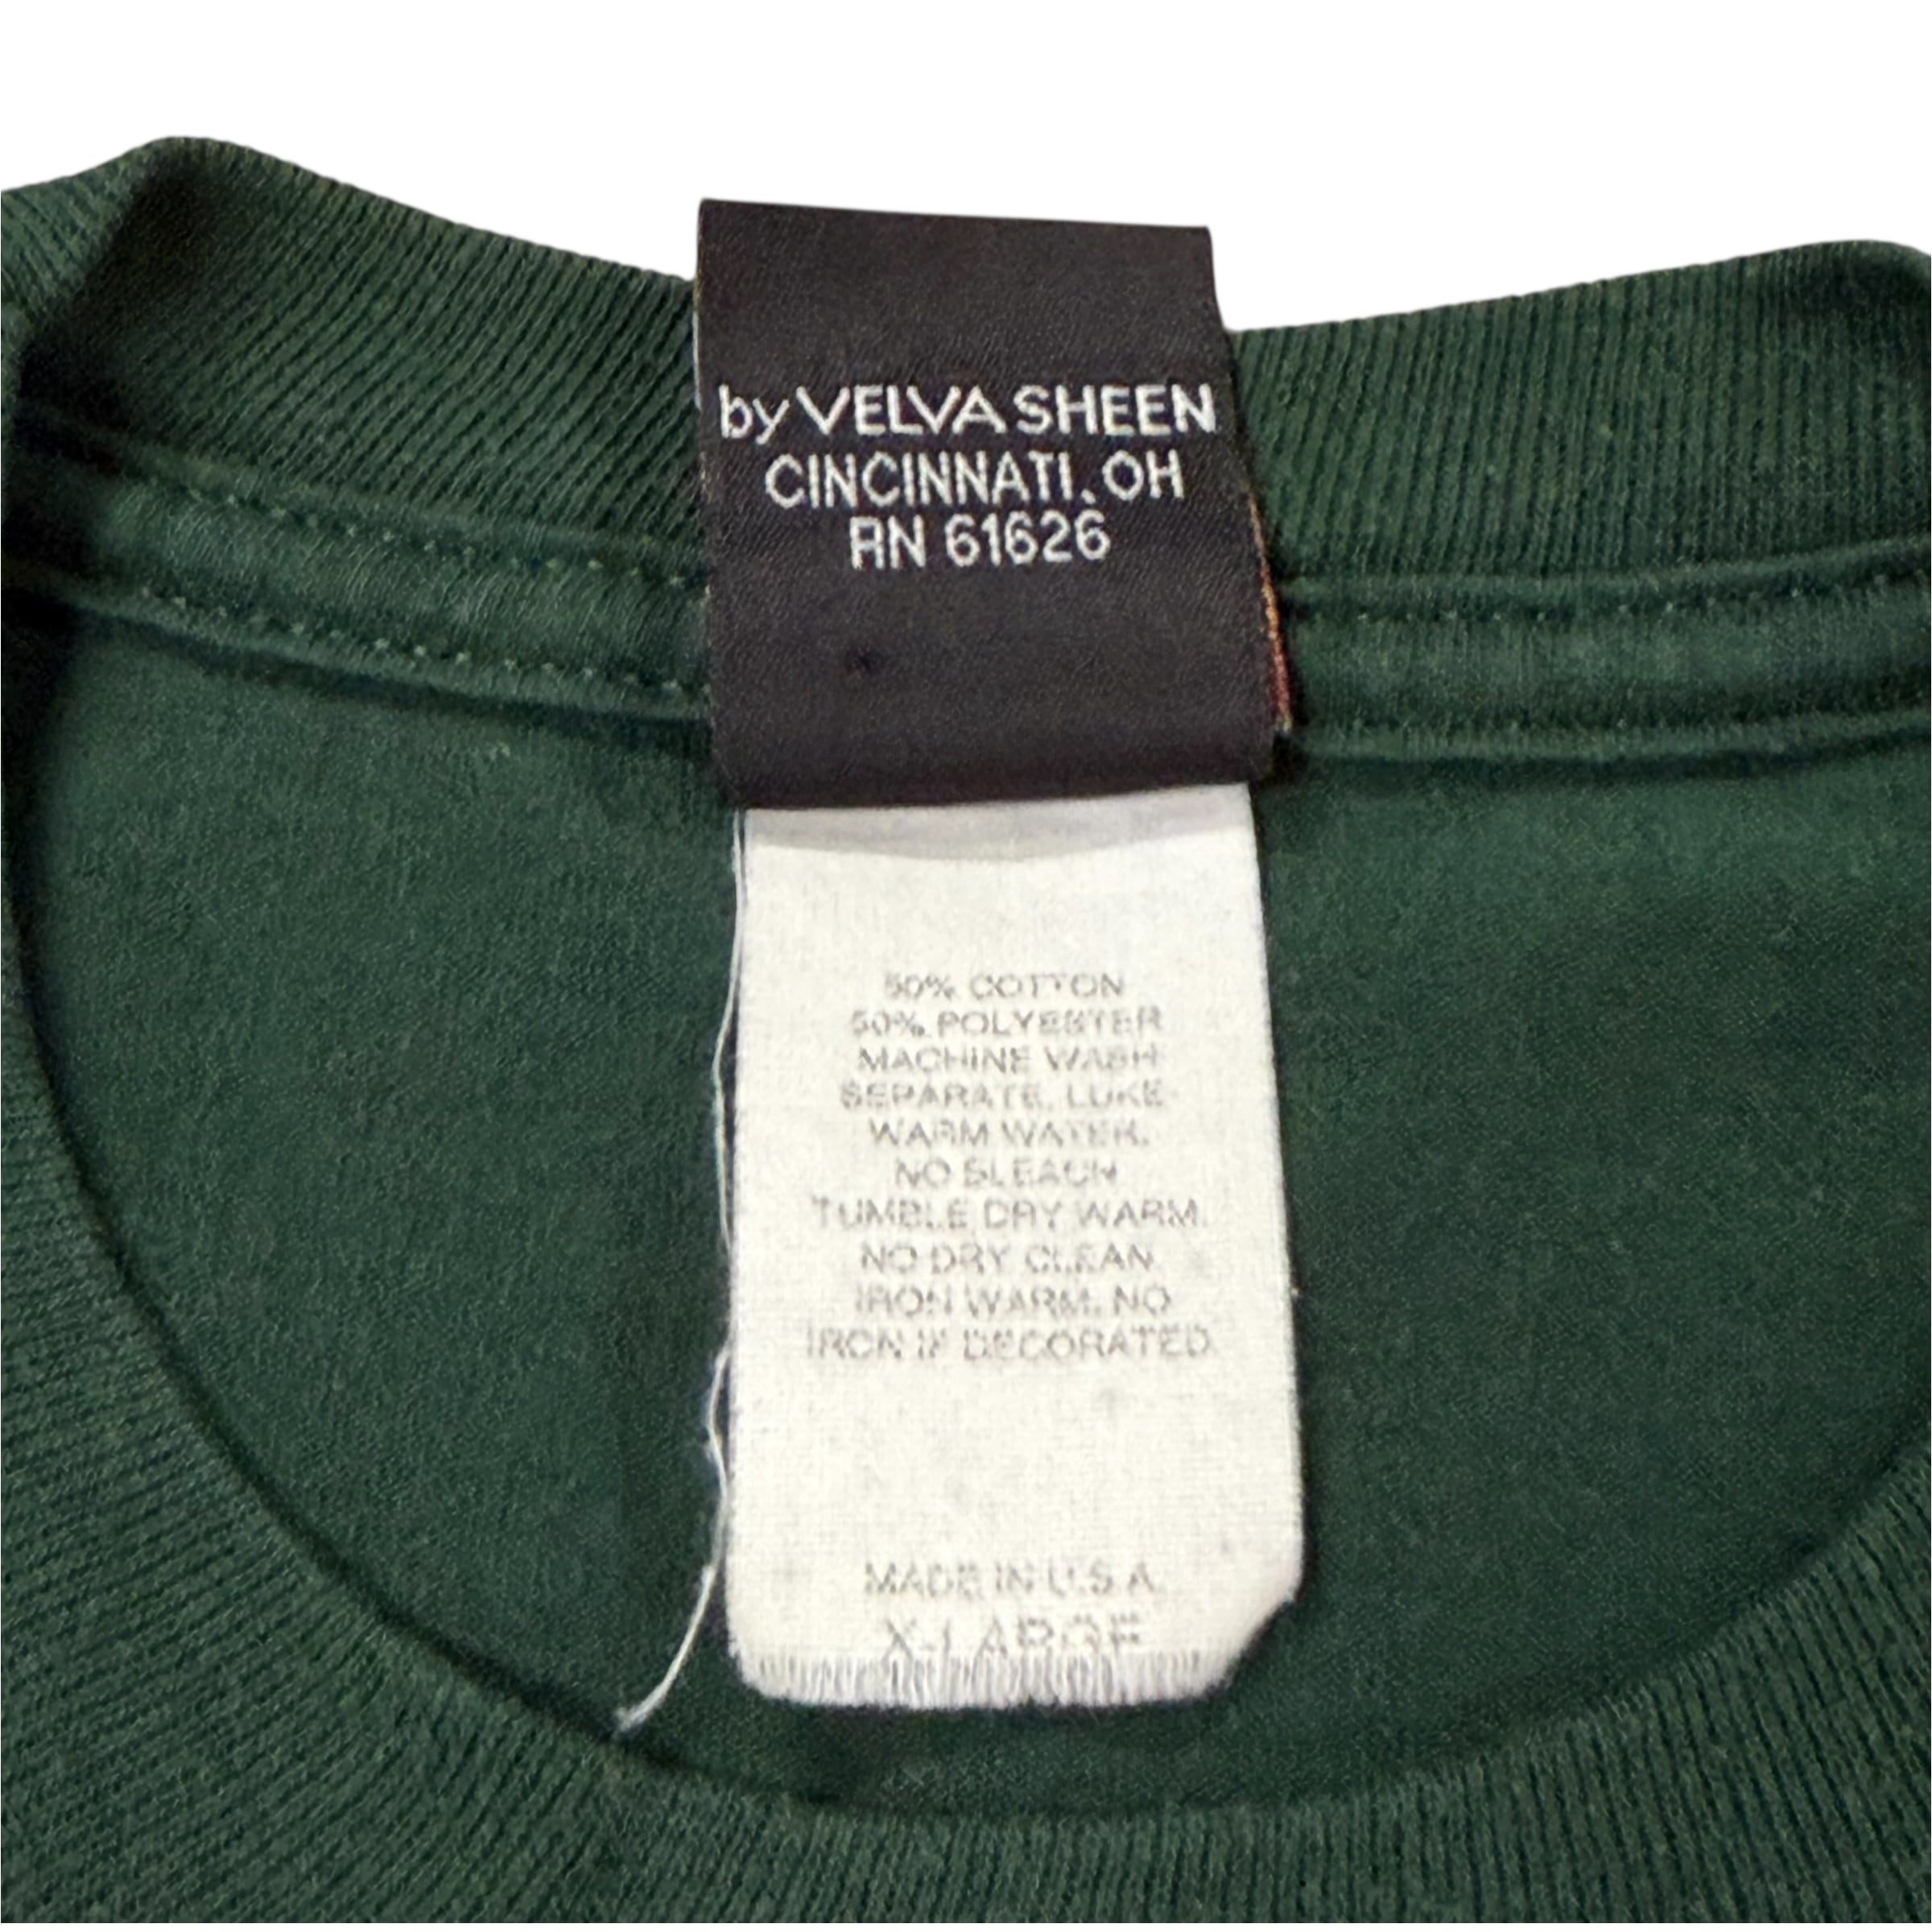 by VELVA SHEEN
CINCINNATI, OH
RN 61626
50% COTTON
50% POLYESTER
MACHINE WASH
SEPARATE, LUKE-
WARM WATER.
NO BLEACH
TUMBLE DRY WARM.
NO DRY CLEAN
IRON WARM. NO
IRON IF DECORATED.
MADE IN U.S.A.
X-LARGE